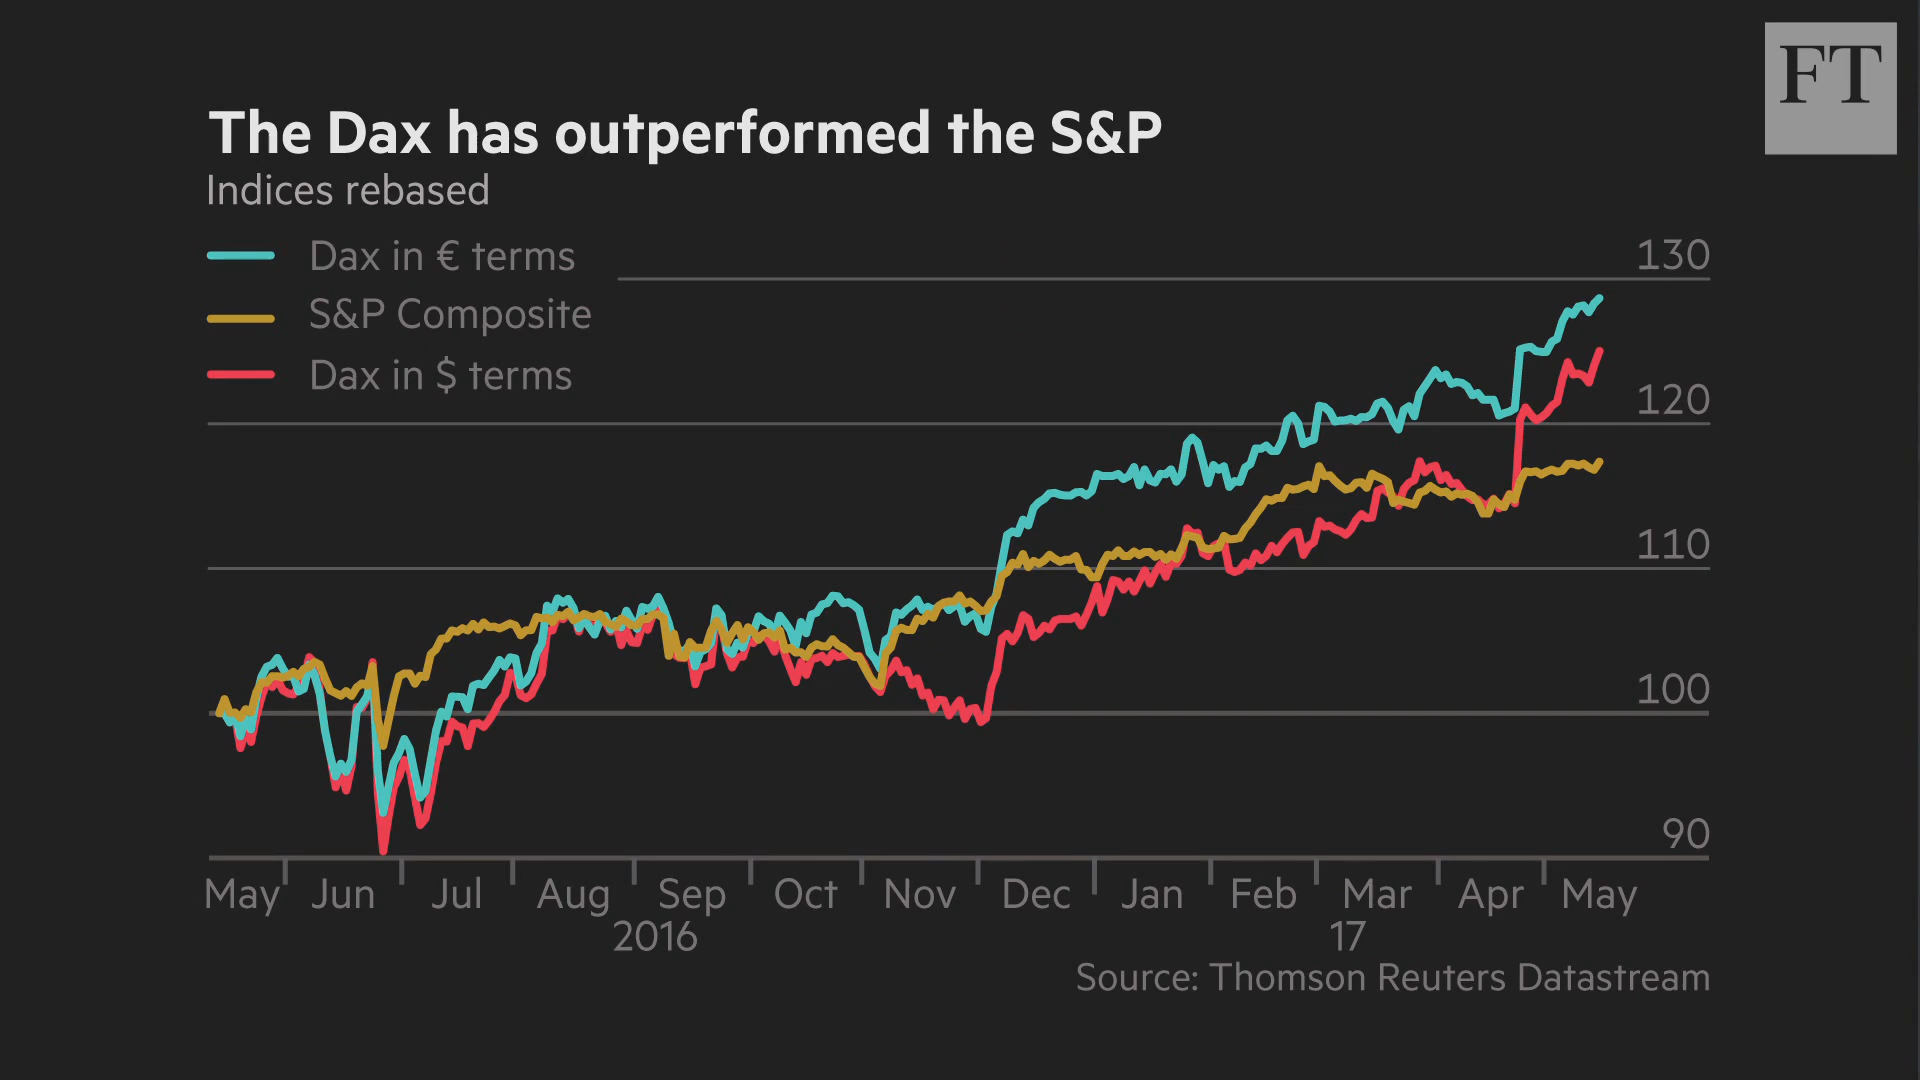 FT
The Dax has outperformed the S&P
Indices rebased
Dax in € terms
S&P Composite
Dax in $ terms
130
120
110
100
90
May Jun Jul Aug Sep Oct Nov Dec Jan Feb Mar Apr May
2016 17
Source: Thomson Reuters Datastream